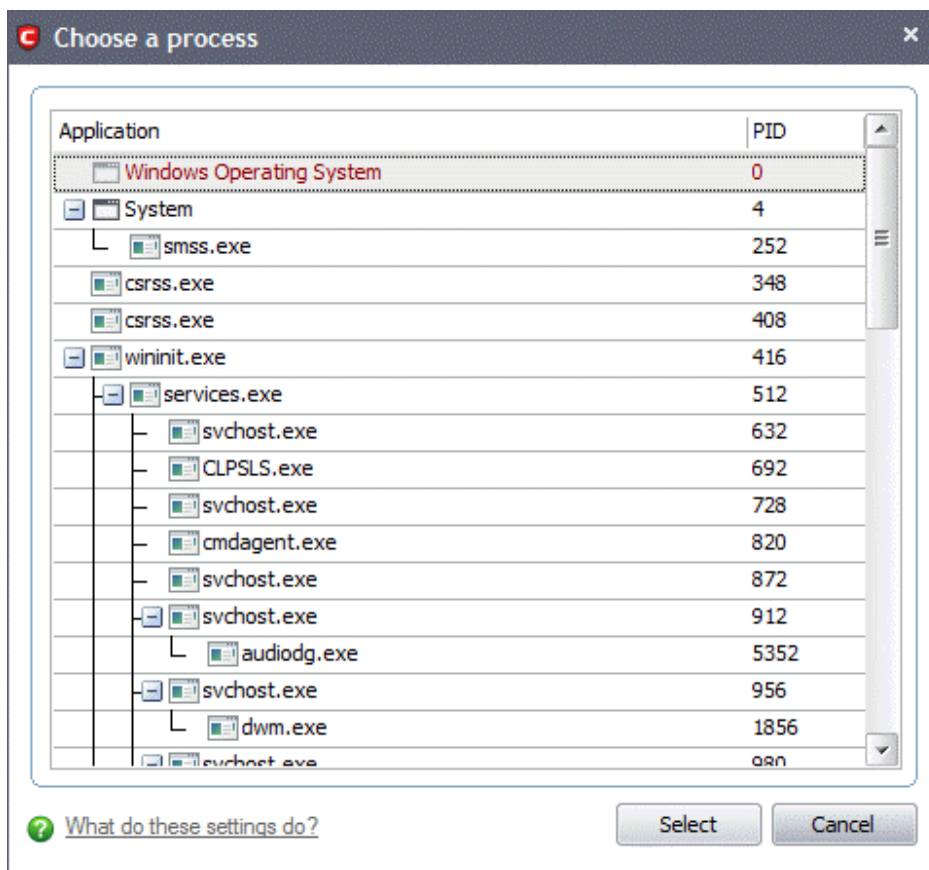 Choose a process
Application PID
Windows Operating System 0
System 4
smss.exe 252
csrss.exe 348
csrss.exe 408
wininit.exe 416
services.exe 512
svchost.exe 632
CLPSLS.exe 692
svchost.exe 728
cmdagent.exe 820
svchost.exe 872
svchost.exe 912
audiodg.exe 5352
svchost.exe 956
dwm.exe 1856
svchost.exe 980
What do these settings do? Select Cancel